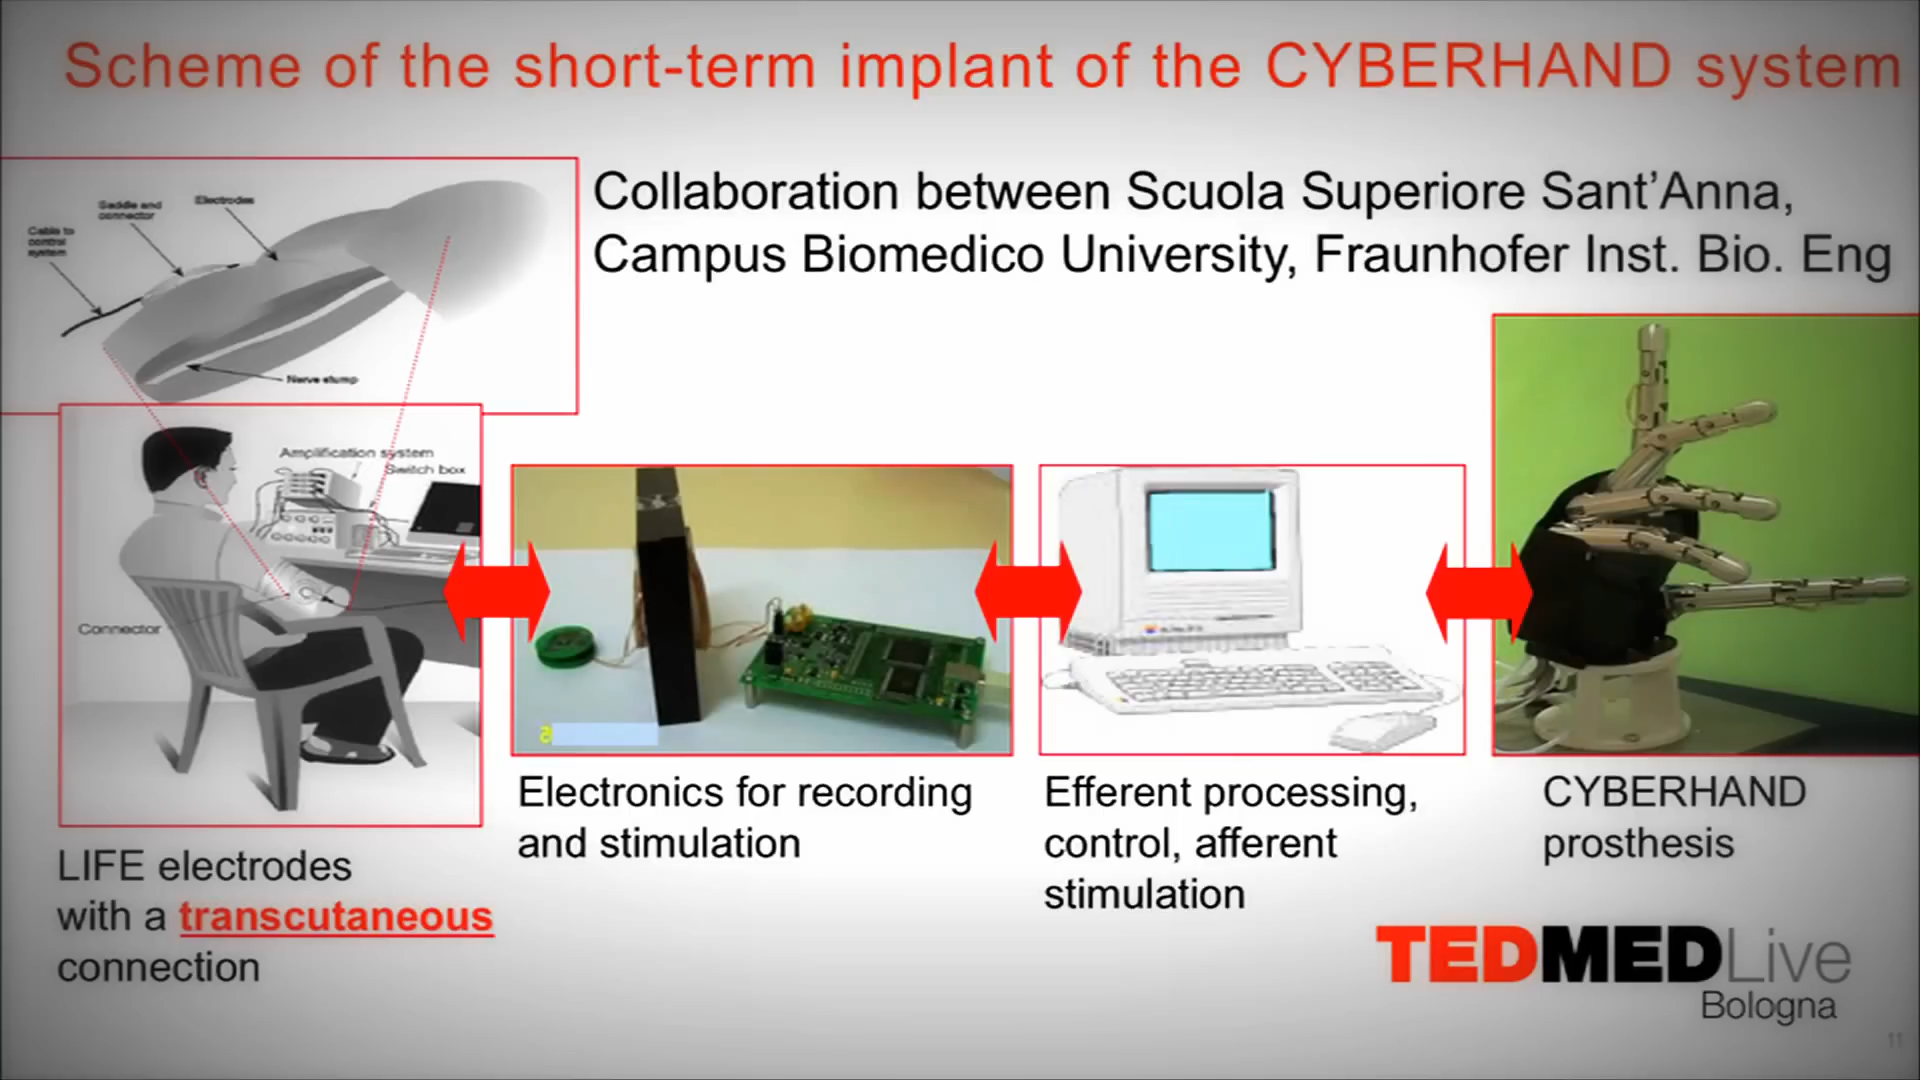 Scheme of the short-term implant of the CYBERHAND system
Collaboration between Scuola Superiore Sant'Anna,
Campus Biomedico University, Fraunhofer Inst. Bio. Eng
Saddle and
connector
Electrodes
Cable to
control
system
Nerve stump
Amplification system
Switch box
Connector
LIFE electrodes
with a transcutaneous
connection
Electronics for recording
and stimulation
Efferent processing,
control, afferent
stimulation
CYBERHAND
prosthesis
TEDMEDLive
Bologna
11